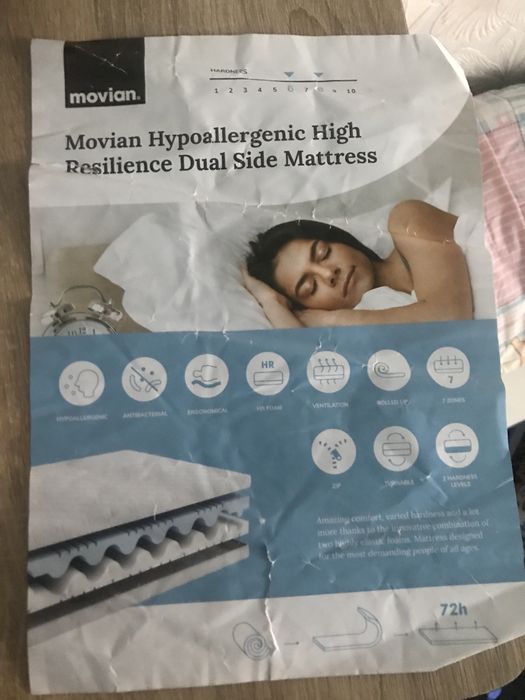 movian.
HARDNESS
1 2 3 4 5 6 7 8 9 10
Movian Hypoallergenic High
Resilience Dual Side Mattress
HR
7
HYPOALLERGENIC
ANTIBACTERIAL
ERGONOMICAL
HR FOAM
VENTILATION
ROLLED UP
7 ZONES
ZIP
TURNABLE
2 HARDNESS
LEVELS
Amazing comfort, varied hardness and a lot
more thanks to the innovative combination of
two highly elastic foams. Mattress designed
for the most demanding people of all ages.
72h